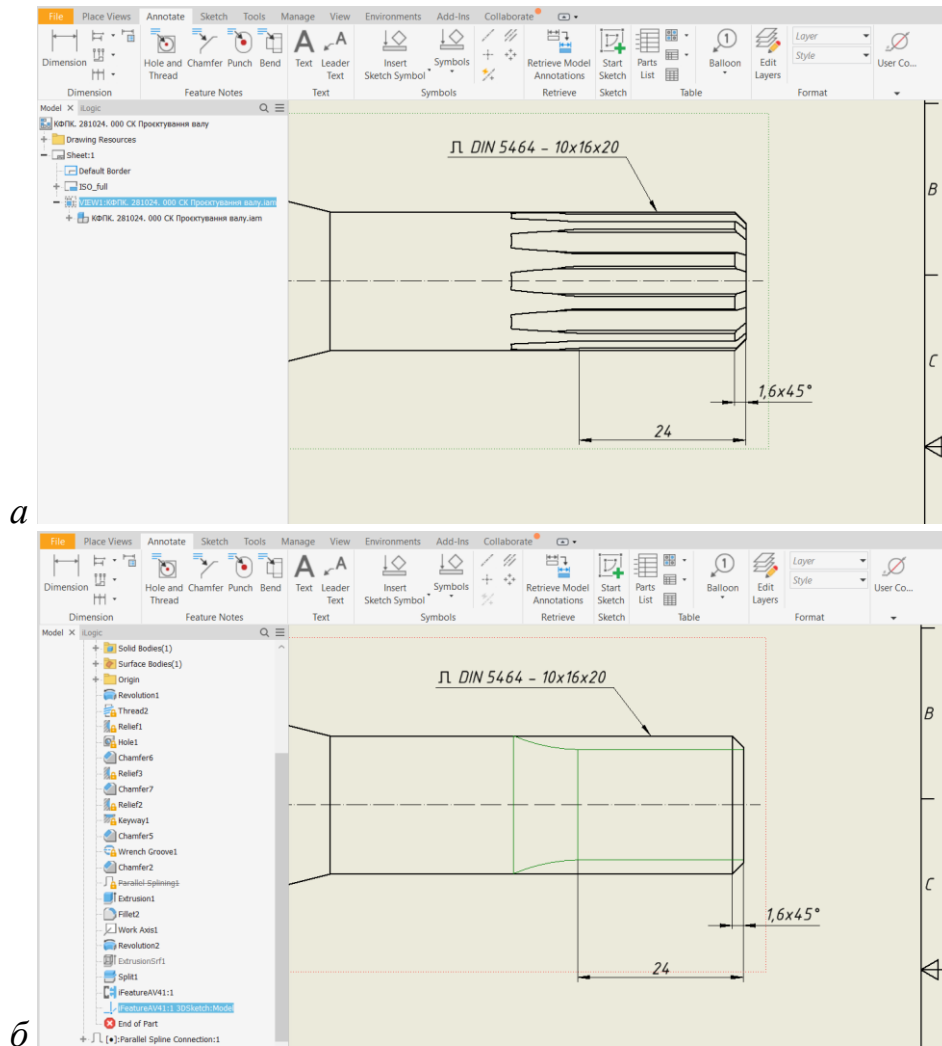 File Place Views Annotate Sketch Tools Manage View Environments Add-Ins Collaborate
Dimension
Hole and Thread
Chamfer
Punch
Bend
Text
Leader Text
Insert Sketch Symbol
Symbols
Retrieve Model Annotations
Start Sketch
Parts List
Balloon
Edit Layers
Layer
Style
User Co...
Dimension Feature Notes Text Symbols Retrieve Sketch Table Format
Model X iLogic
КФПК. 281024. 000 СК Проєктування валу
Drawing Resources
Sheet:1
Default Border
ISO_full
VIEW1:КФПК. 281024. 000 СК Проєктування валу.iam
КФПК. 281024. 000 СК Проєктування валу.iam
DIN 5464 - 10x16x20
B
C
1,6x45°
24
а
File Place Views Annotate Sketch Tools Manage View Environments Add-Ins Collaborate
Dimension
Hole and Thread
Chamfer
Punch
Bend
Text
Leader Text
Insert Sketch Symbol
Symbols
Retrieve Model Annotations
Start Sketch
Parts List
Balloon
Edit Layers
Layer
Style
User Co...
Dimension Feature Notes Text Symbols Retrieve Sketch Table Format
Model X iLogic
Solid Bodies(1)
Surface Bodies(1)
Origin
Revolution1
Thread2
Relief1
Hole1
Chamfer6
Relief3
Chamfer7
Relief2
Keyway1
Chamfer5
Wrench Groove1
Chamfer2
Parallel Splining1
Extrusion1
Fillet2
Work Axis1
Revolution2
ExtrusionSrf1
Split1
iFeatureAV41:1
iFeatureAV41:1 3DSketch:Model
End of Part
[•]:Parallel Spline Connection:1
DIN 5464 - 10x16x20
B
C
1,6x45°
24
б